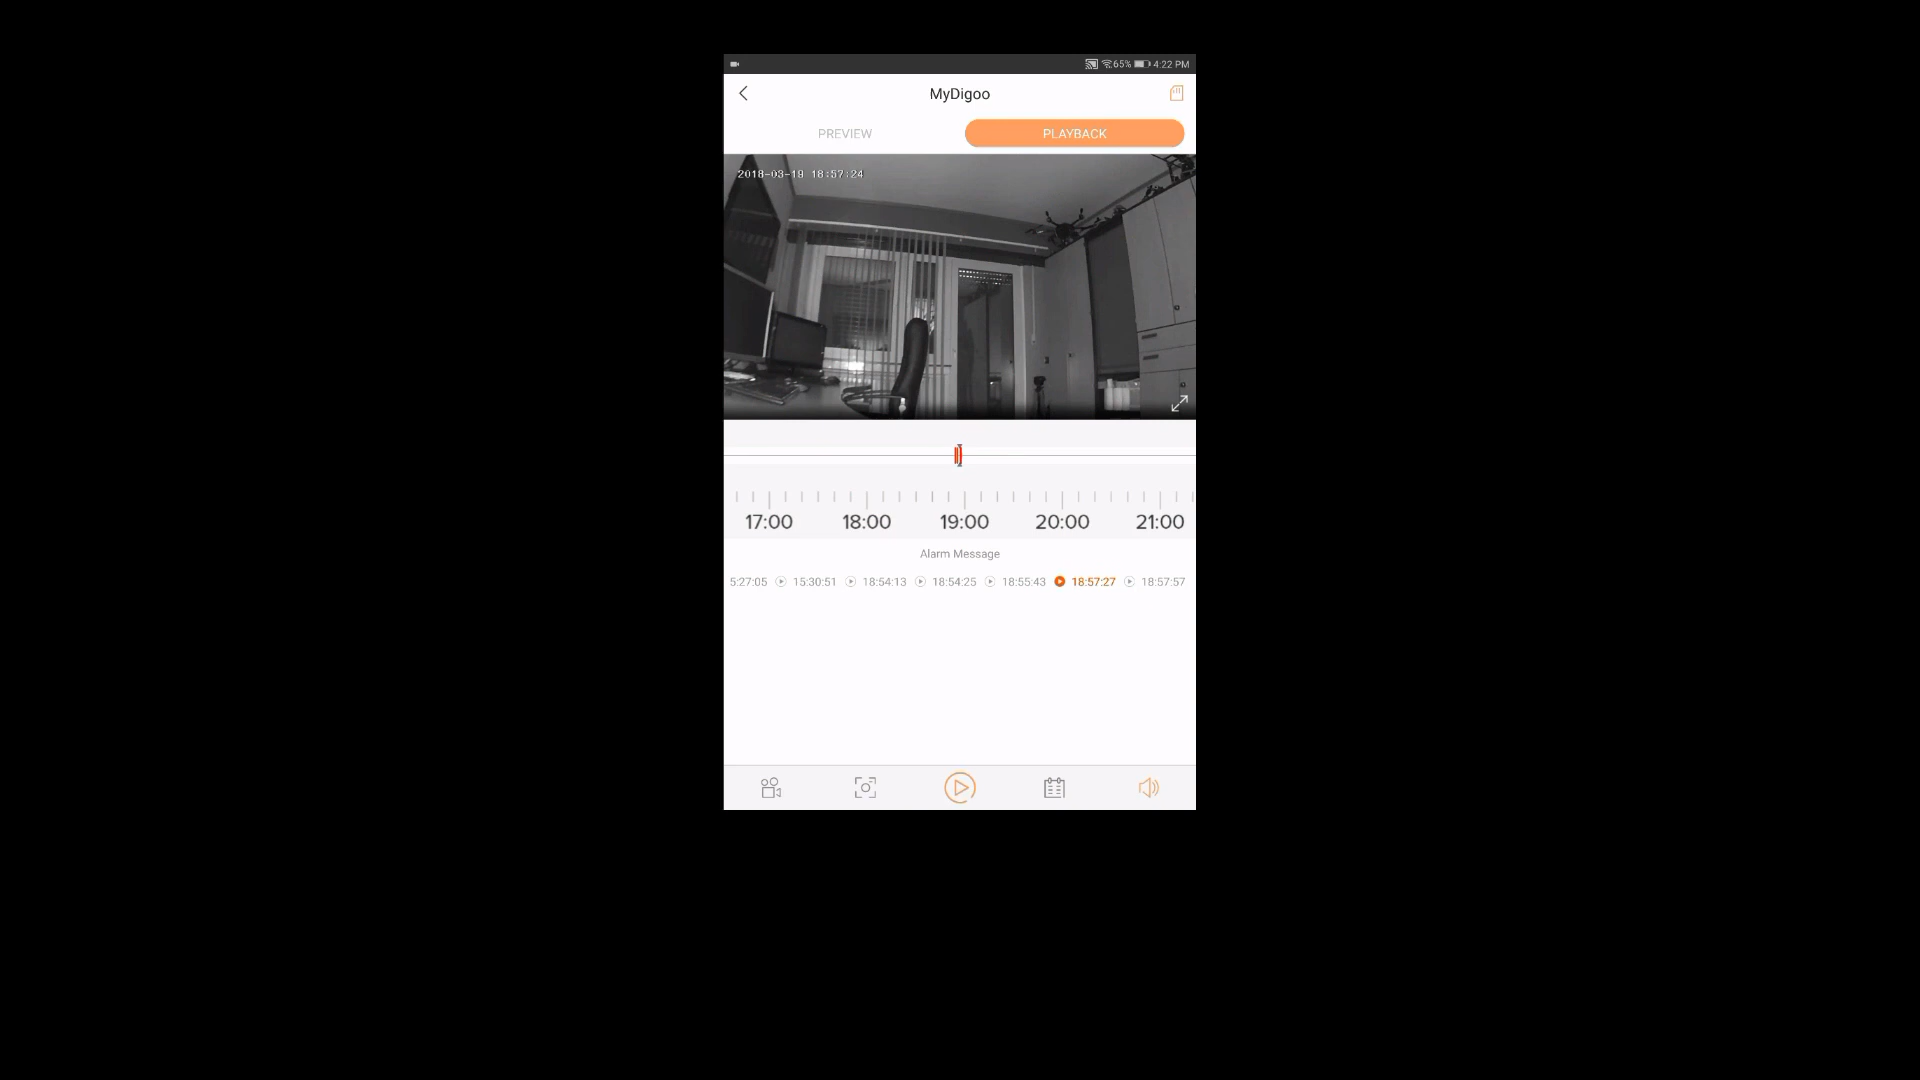 65% 4:22 PM
MyDigoo
PREVIEW PLAYBACK
2018-03-19 18:57:24
17:00 18:00 19:00 20:00 21:00
Alarm Message
5:27:05 15:30:51 18:54:13 18:54:25 18:55:43 18:57:27 18:57:57